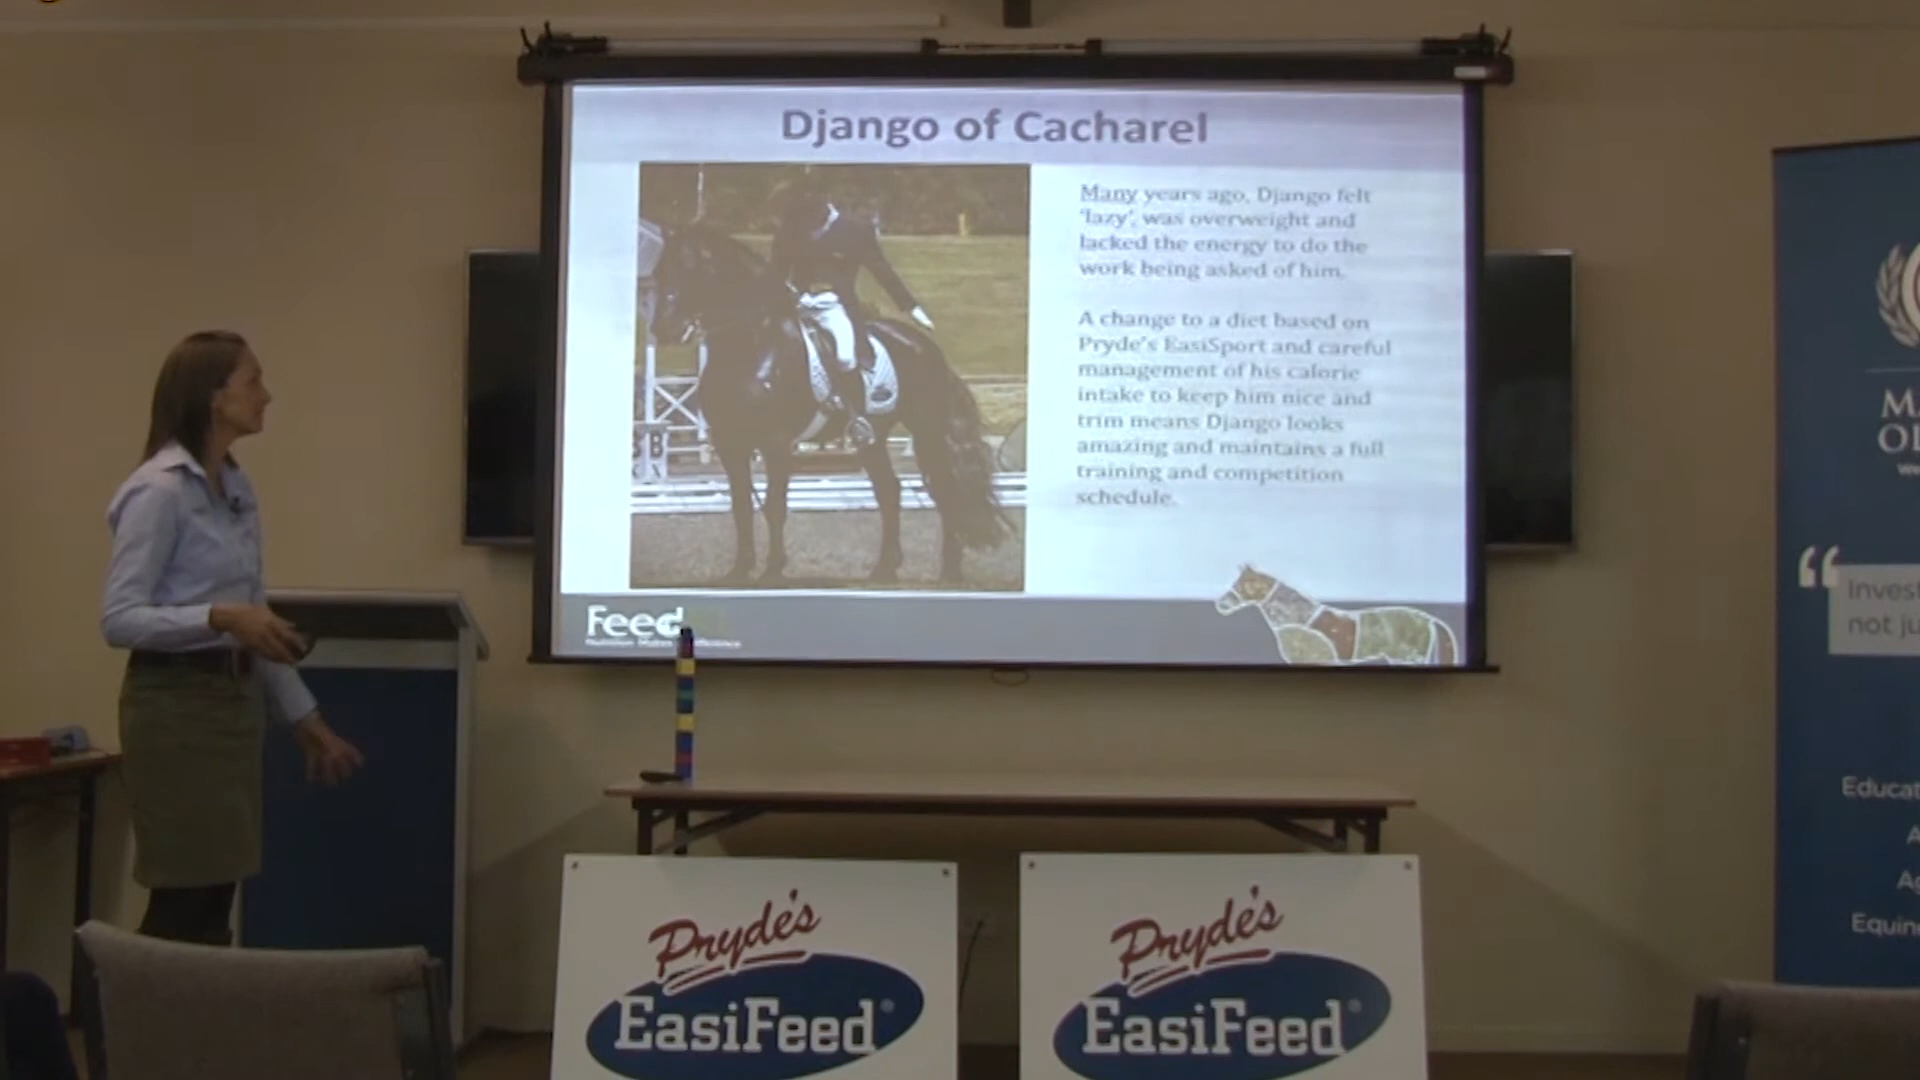 Django of Cacharel
Many years ago, Django felt
'lazy', was overweight and
lacked the energy to do the
work being asked of him.
A change to a diet based on
Pryde's EasiSport and careful
management of his calorie
intake to keep him nice and
trim means Django looks
amazing and maintains a full
training and competition
schedule.
Feed
Pryde's
EasiFeed®
Pryde's
EasiFeed®
“
Invest
not ju